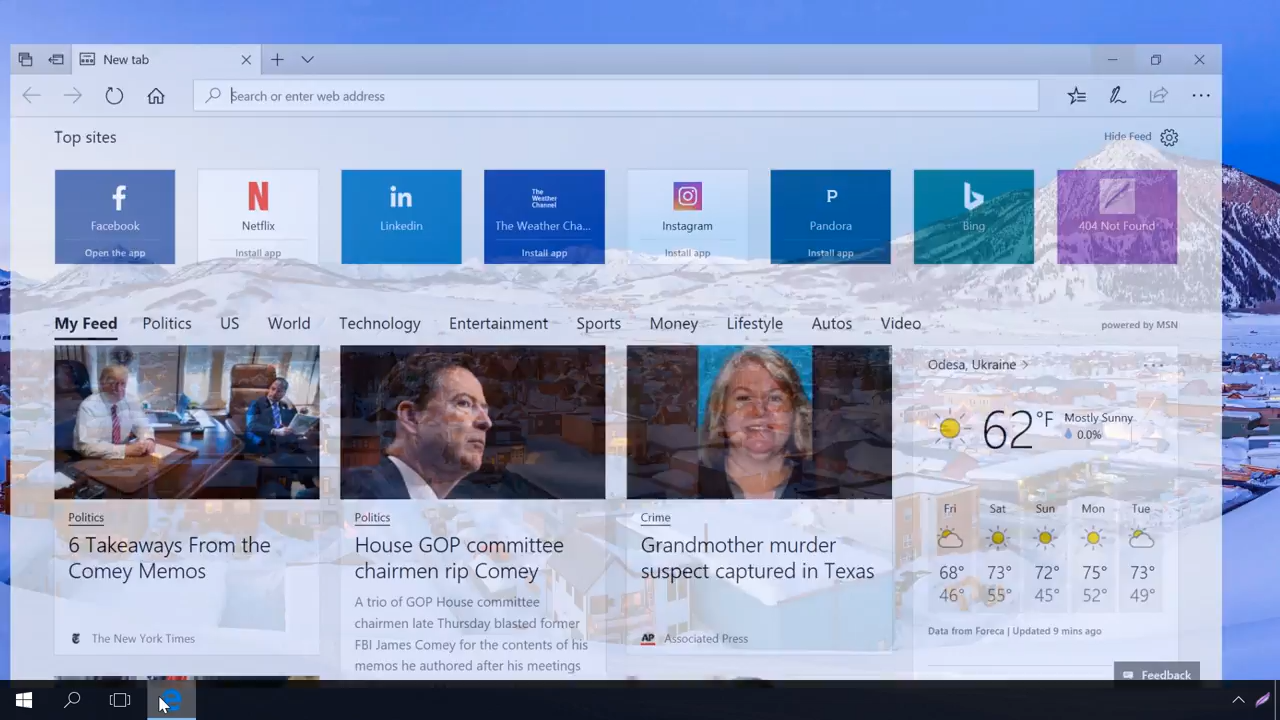 New tab
Search or enter web address
Top sites
Hide Feed
Facebook
Open the app
Netflix
Install app
in
Linkedin
The Weather Channel
The Weather Cha...
Install app
Instagram
Install app
P
Pandora
Install app
Bing
404 Not Found
My Feed Politics US World Technology Entertainment Sports Money Lifestyle Autos Video
powered by MSN
Politics
6 Takeaways From the
Comey Memos
The New York Times
Politics
House GOP committee
chairmen rip Comey
A trio of GOP House committee
chairmen late Thursday blasted former
FBI James Comey for the contents of his
memos he authored after his meetings
Crime
Grandmother murder
suspect captured in Texas
AP Associated Press
Odesa, Ukraine
62°F Mostly Sunny
0.0%
Fri Sat Sun Mon Tue
68° 73° 72° 75° 73°
46° 55° 45° 52° 49°
Data from Foreca | Updated 9 mins ago
Feedback